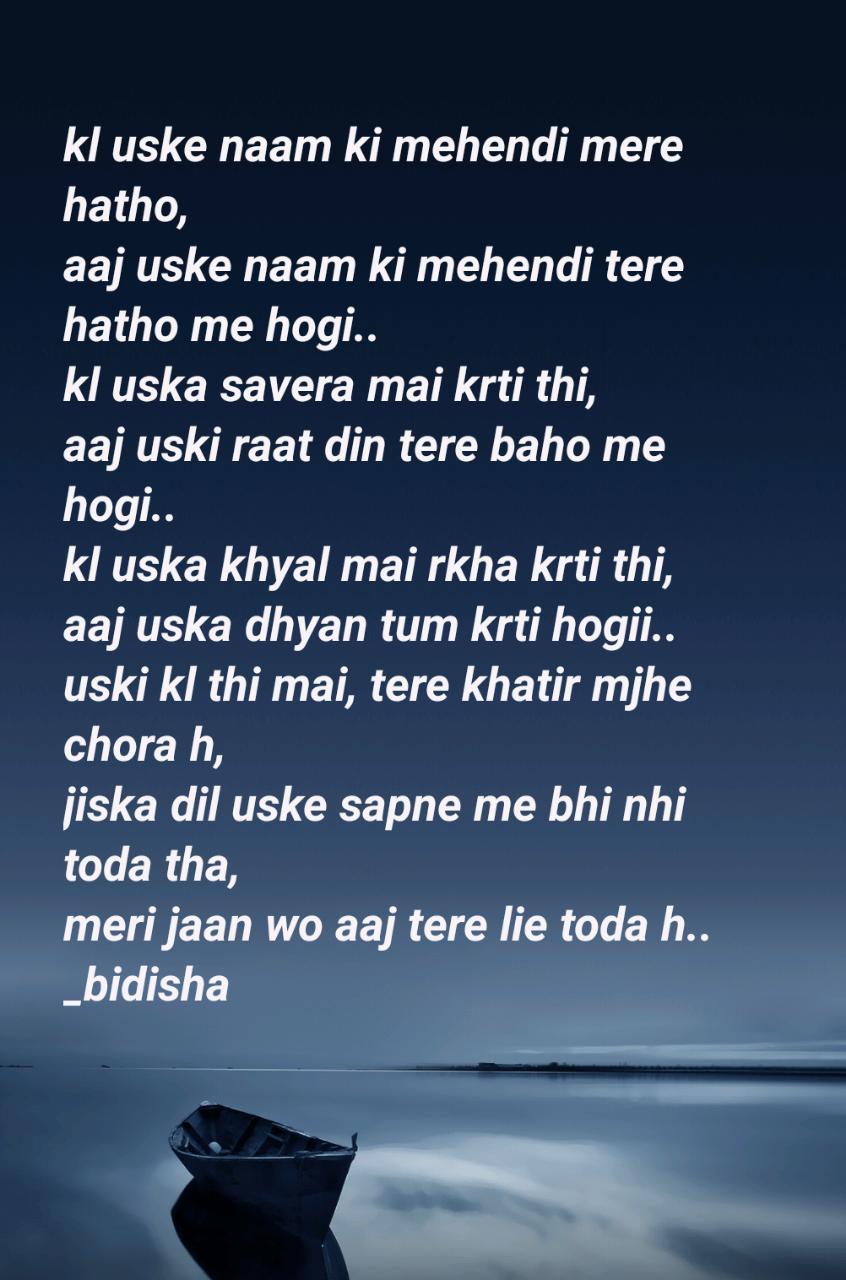 kl uske naam ki mehendi mere
hatho,
aaj uske naam ki mehendi tere
hatho me hogi..
kl uska savera mai krti thi,
aaj uski raat din tere baho me
hogi..
kl uska khyal mai rkha krti thi,
aaj uska dhyan tum krti hogii..
uski kl thi mai, tere khatir mjhe
chora h,
jiska dil uske sapne me bhi nhi
toda tha,
meri jaan wo aaj tere lie toda h..
_bidisha